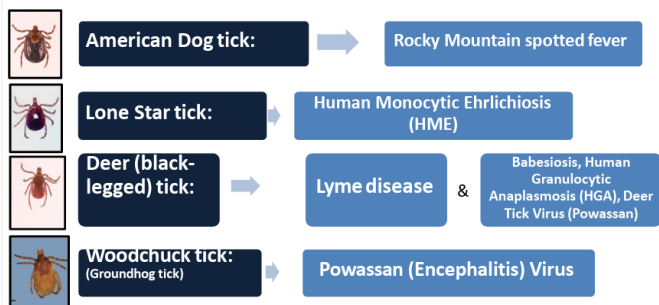 American Dog tick:
Rocky Mountain spotted fever
Lone Star tick:
Human Monocytic Ehrlichiosis
(HME)
Deer (black-
legged) tick:
Lyme disease
&
Babesiosis, Human
Granulocytic
Anaplasmosis (HGA), Deer
Tick Virus (Powassan)
Woodchuck tick:
(Groundhog tick)
Powassan (Encephalitis) Virus